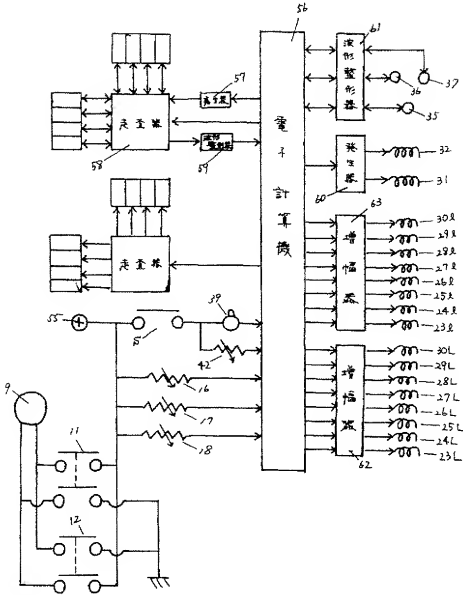 56
61
波形整形器
36
37
35
57
発生器
走査器
58
波形整形器
59
電子計算機
60
発生器
32
31
63
増幅器
30l
29l
28l
27l
26l
25l
24l
23l
走査器
55
15
39
42
16
17
18
9
11
12
62
増幅器
30L
29L
28L
27L
26L
25L
24L
23L